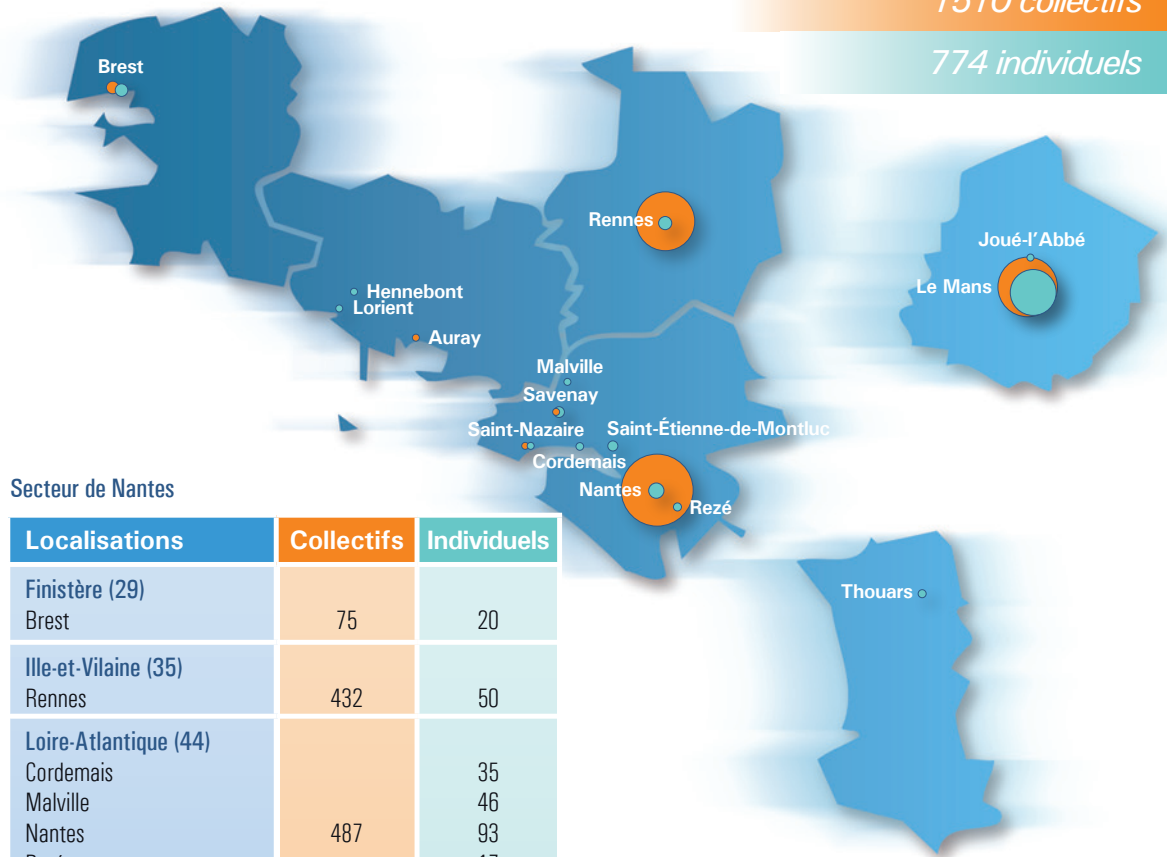 1510 collectifs
774 individuels
Brest
Rennes
Joué-l'Abbé
Le Mans
Hennebont
Lorient
Auray
Malville
Savenay
Saint-Nazaire
Saint-Étienne-de-Montluc
Cordemais
Nantes
Rezé
Thouars
Secteur de Nantes
Localisations Collectifs Individuels
Finistère (29)
Brest 75 20
Ille-et-Vilaine (35)
Rennes 432 50
Loire-Atlantique (44)
Cordemais 35
Malville 46
Nantes 487 93